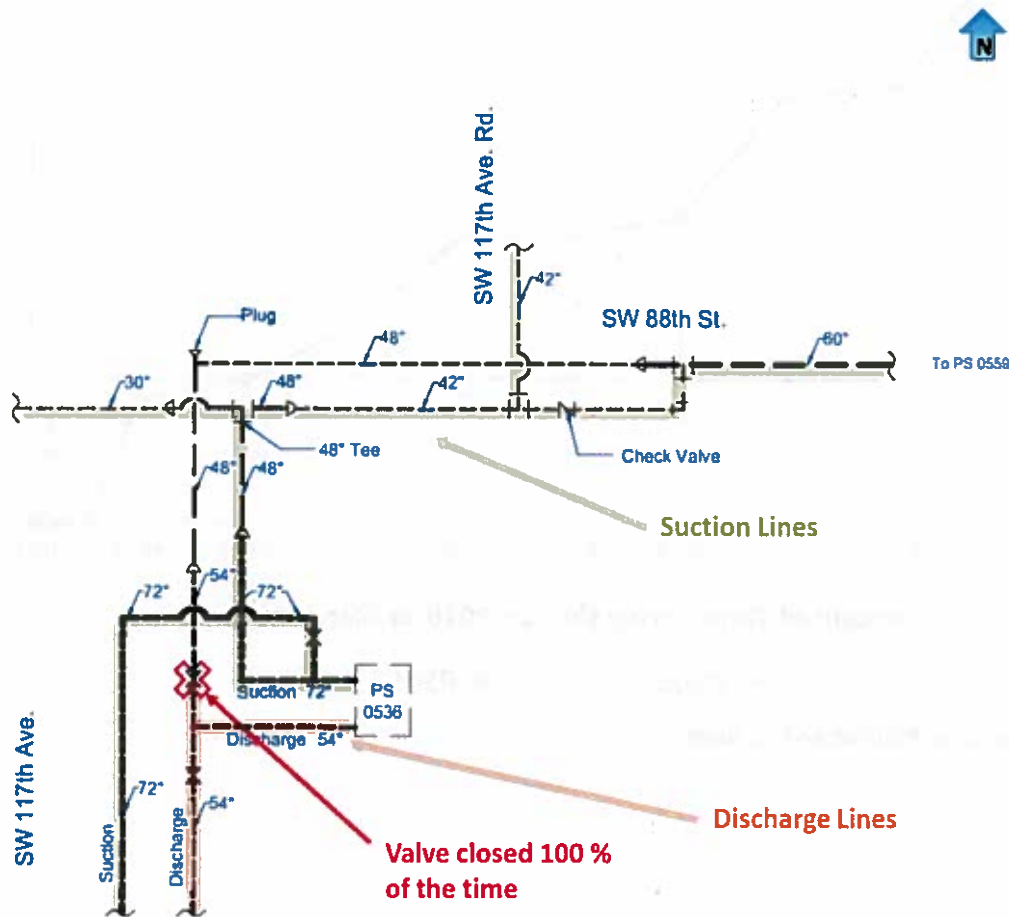 N
SW 117th Ave. Rd.
42"
SW 88th St.
Plug
48"
60"
To PS 0559
30"
48"
42"
48" Tee
Check Valve
48"
48"
Suction Lines
54"
72"
72"
Suction 72"
PS
0536
Discharge 54"
SW 117th Ave.
72"
54"
Suction
Discharge
Discharge Lines
Valve closed 100 %
of the time